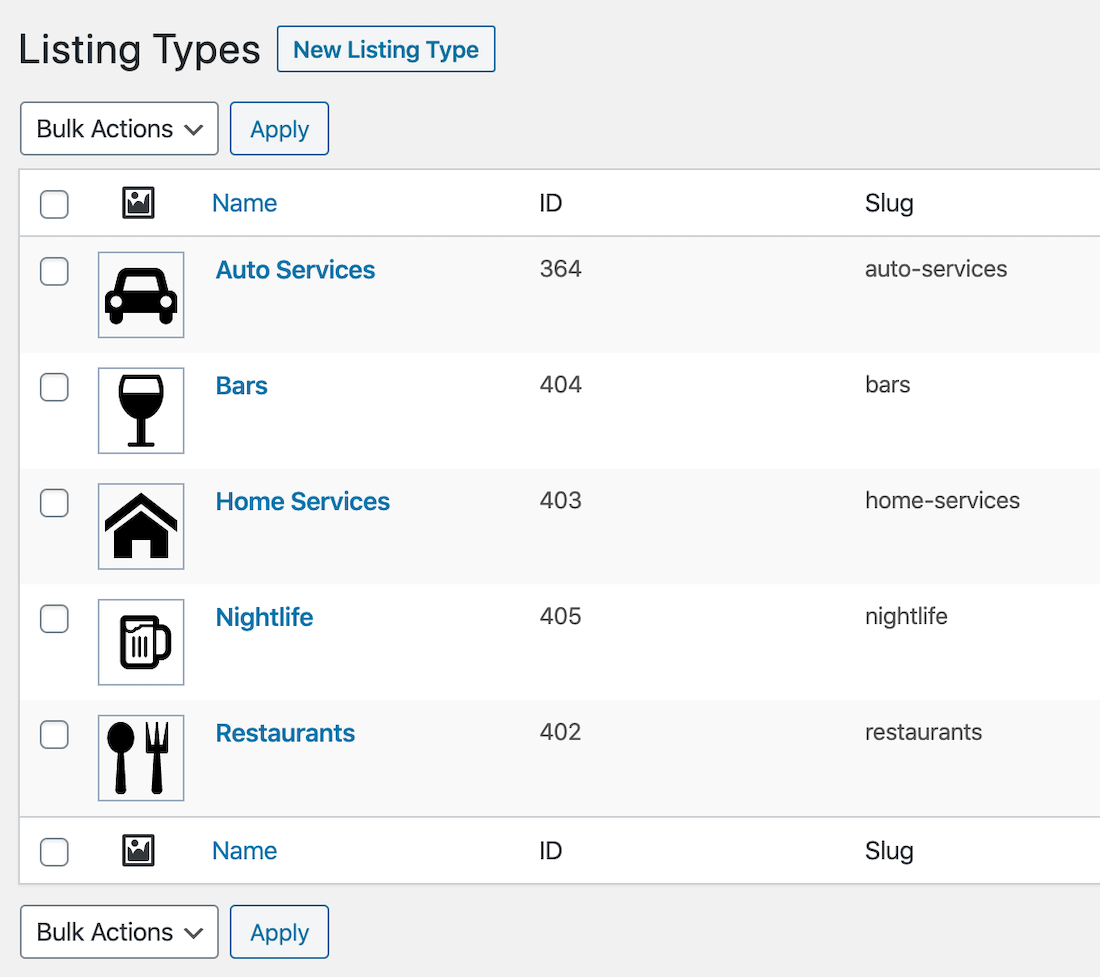 Listing Types New Listing Type
Bulk Actions Apply
Name ID Slug
Auto Services 364 auto-services
Bars 404 bars
Home Services 403 home-services
Nightlife 405 nightlife
Restaurants 402 restaurants
Name ID Slug
Bulk Actions Apply